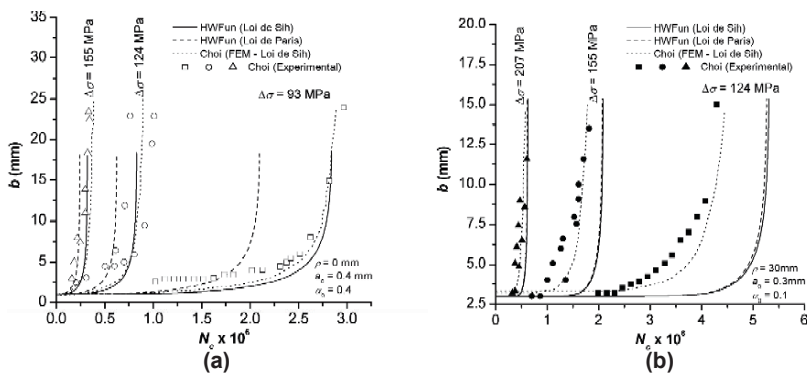 HWFun (Loi de Sih)
HWFun (Loi de Paris)
Choi (FEM - Loi de Sih)
Choi (Experimental)
Δσ = 155 MPa
Δσ = 124 MPa
Δσ = 93 MPa
b (mm)
35
30
25
20
15
10
5
0
ρ = 0 mm
a₀ = 0.4 mm
α₀ = 0.4
0.0 0.5 1.0 1.5 2.0 2.5 3.0 3.5
N_c x 10⁶
(a)
HWFun (Loi de Sih)
HWFun (Loi de Paris)
Choi (FEM - Loi de Sih)
Choi (Experimental)
Δσ = 207 MPa
Δσ = 155 MPa
Δσ = 124 MPa
b (mm)
20.0
17.5
15.0
12.5
10.0
7.5
5.0
2.5
ρ = 30mm
a₀ = 0.3mm
α₀ = 0.1
0 1 2 3 4 5 6
N_c x 10⁶
(b)